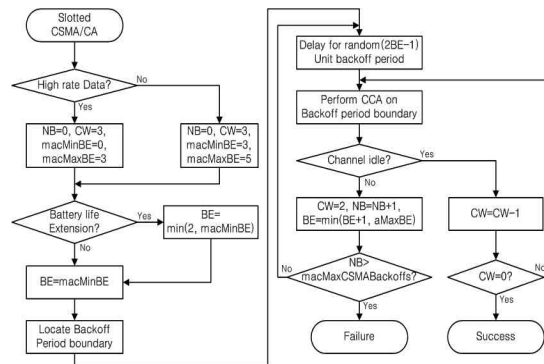 Slotted
CSMA/CA
High rate Data?
No
Yes
NB=0, CW=3,
macMinBE=0,
macMaxBE=3
NB=0, CW=3,
macMinBE=3,
macMaxBE=5
Battery life
Extension?
Yes
No
BE=
min(2, macMinBE)
BE=macMinBE
Locate Backoff
Period boundary
Delay for random(2BE-1)
Unit backoff period
Perform CCA on
Backoff period boundary
Channel idle?
Yes
No
CW=2, NB=NB+1,
BE=min(BE+1, aMaxBE)
CW=CW-1
NB>
macMaxCSMABackoffs?
No
Yes
CW=0?
No
Yes
Failure
Success